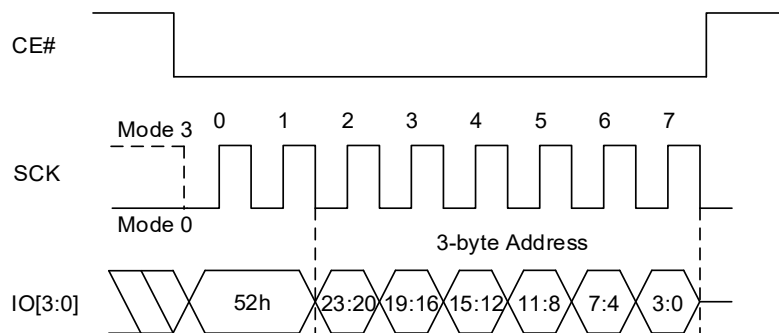 CE#
Mode 3
0 1 2 3 4 5 6 7
SCK
Mode 0
3-byte Address
IO[3:0] 52h 23:20 19:16 15:12 11:8 7:4 3:0